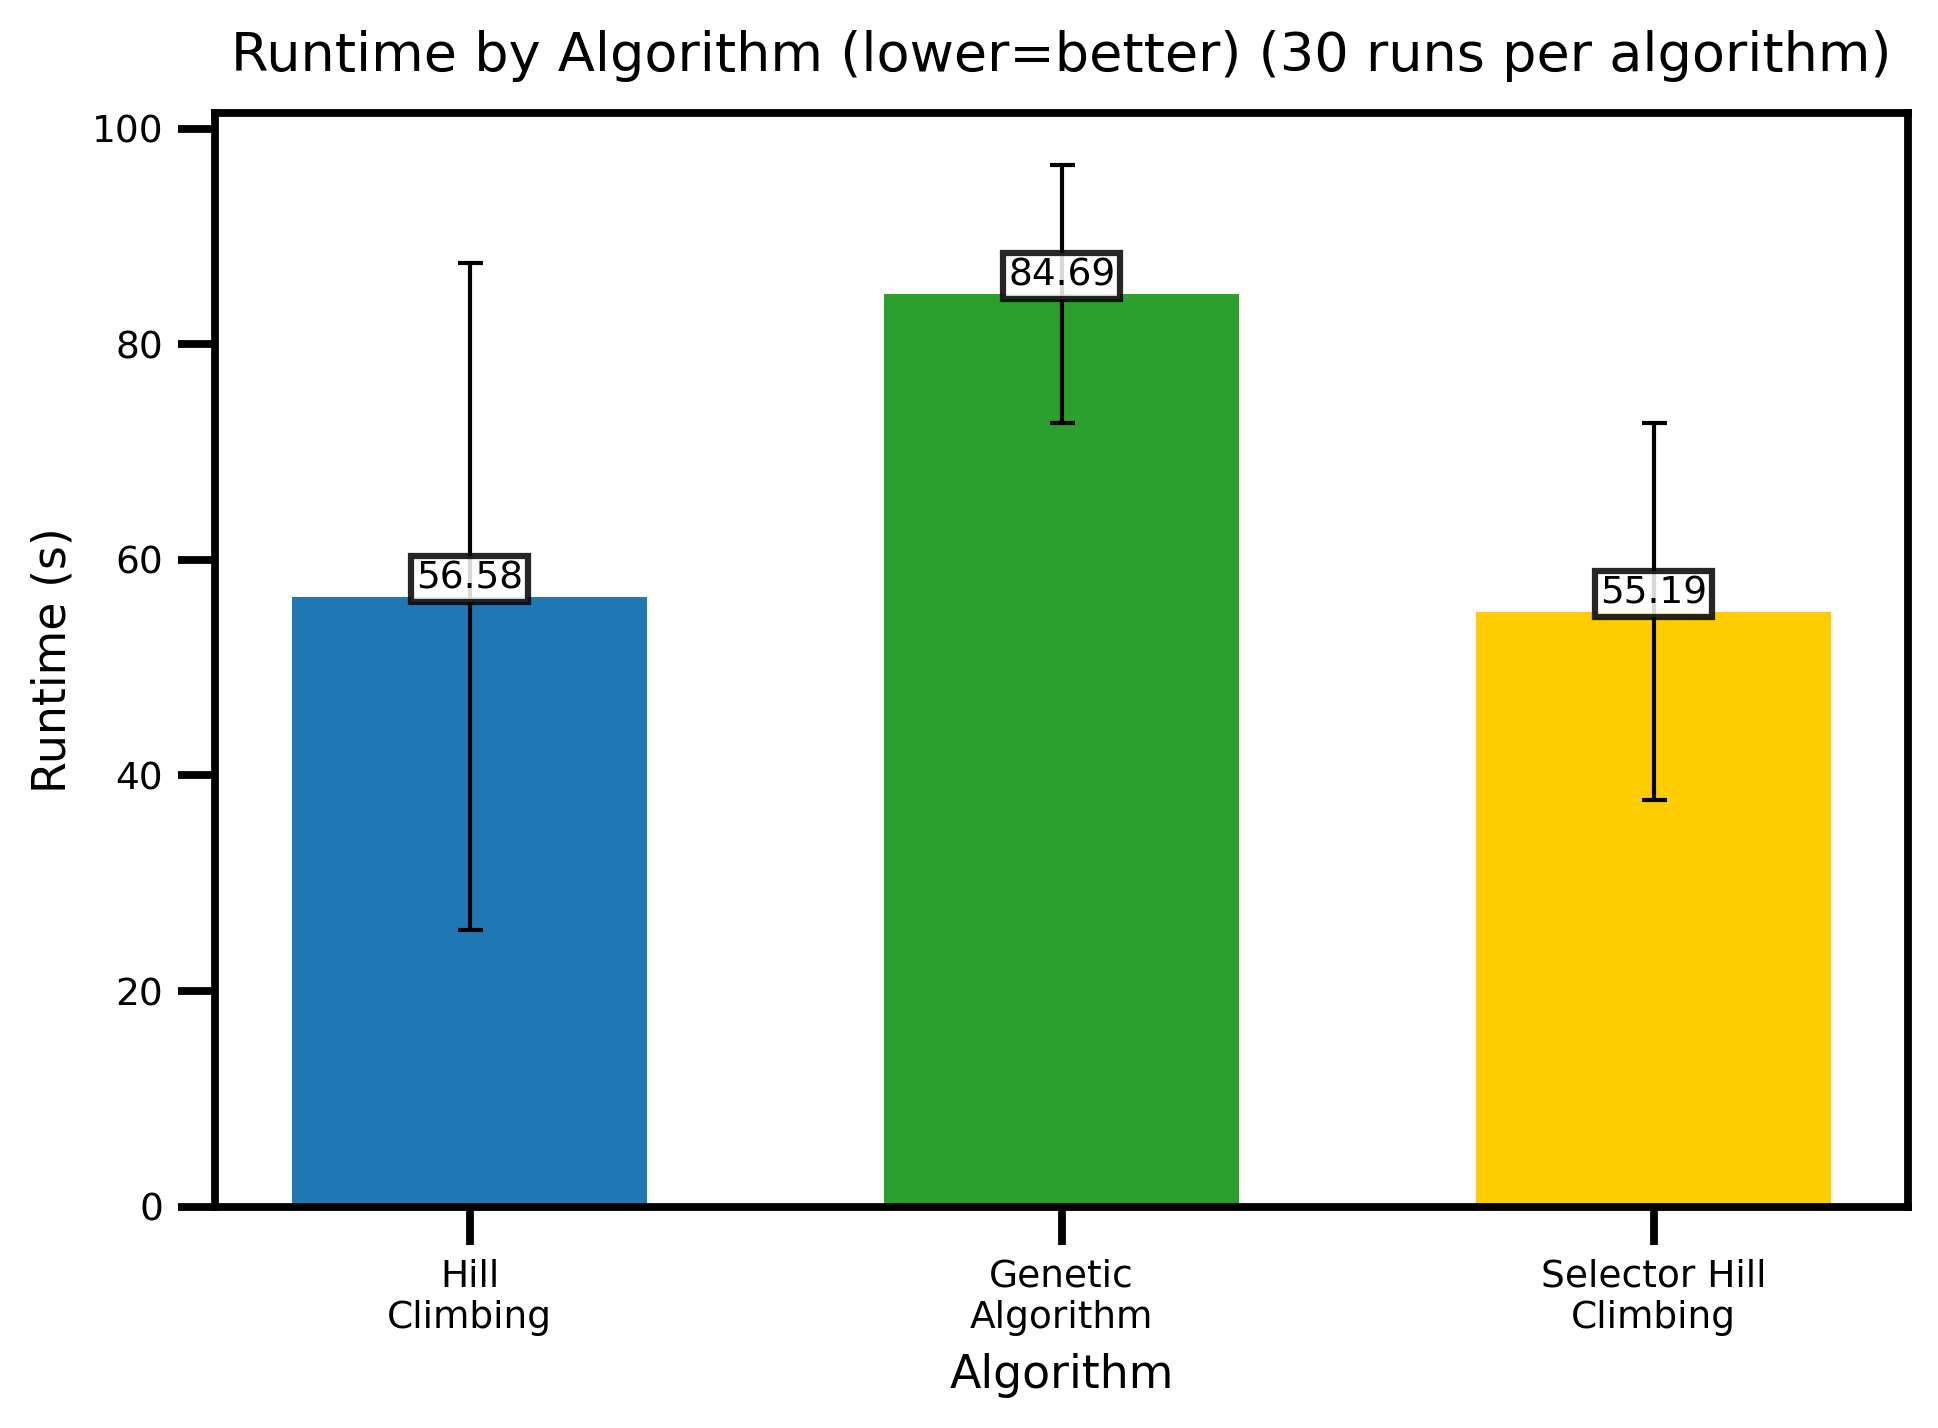 Runtime by Algorithm (lower=better) (30 runs per algorithm)
100
80
60
40
20
0
Runtime (s)
56.58
84.69
55.19
Hill
Climbing
Genetic
Algorithm
Selector Hill
Climbing
Algorithm